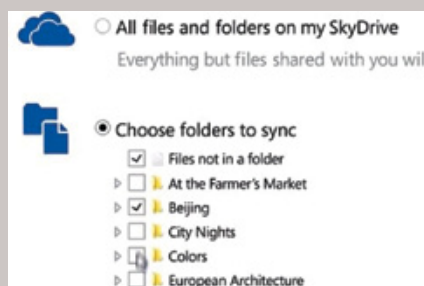 All files and folders on my SkyDrive
Everything but files shared with you wil
Choose folders to sync
Files not in a folder
At the Farmer's Market
Beijing
City Nights
Colors
European Architecture